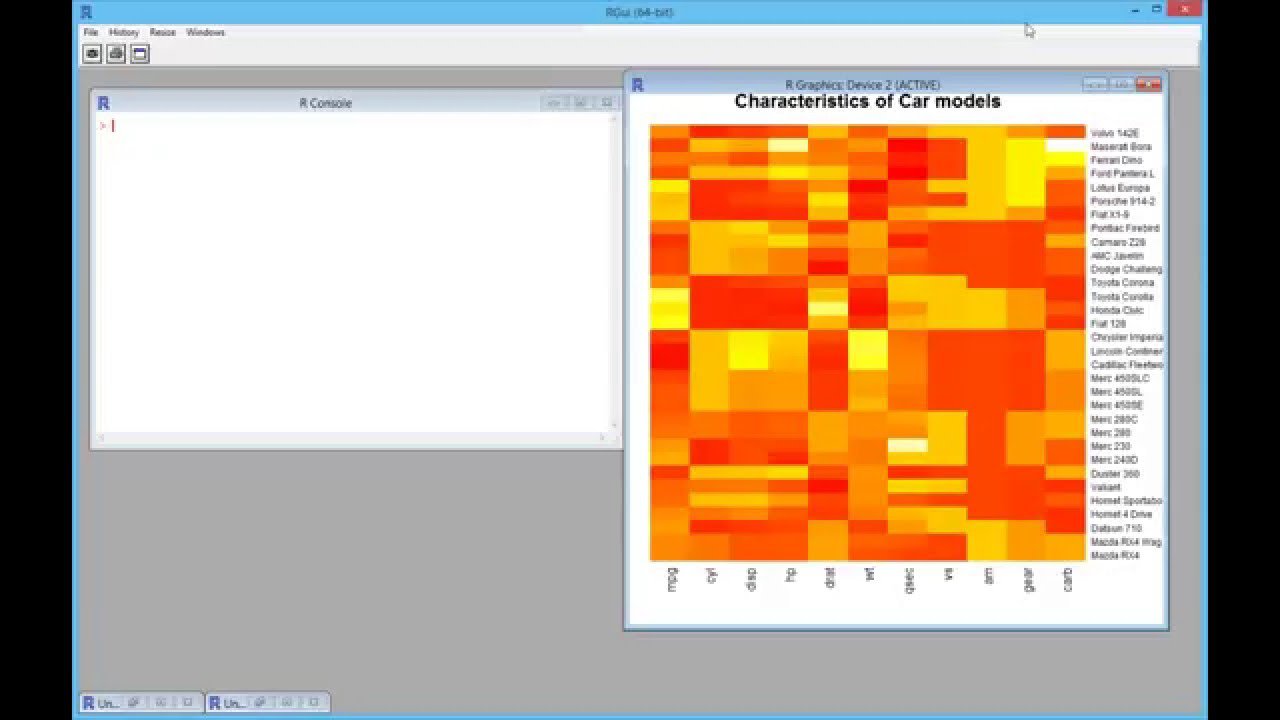 RGui (64-bit)
File History Resize Windows
R Console
>
R Graphics: Device 2 (ACTIVE)
Characteristics of Car models
Volvo 142E
Maserati Bora
Ferrari Dino
Ford Pantera L
Lotus Europa
Porsche 914-2
Fiat X1-9
Pontiac Firebird
Camaro Z28
AMC Javelin
Dodge Challeng
Toyota Corona
Toyota Corolla
Honda Civic
Fiat 128
Chrysler Imperia
Lincoln Continen
Cadillac Fleetwo
Merc 450SLC
Merc 450SL
Merc 450SE
Merc 280C
Merc 280
Merc 230
Merc 240D
Duster 360
Valiant
Hornet Sportabo
Hornet 4 Drive
Datsun 710
Mazda RX4 Wag
Mazda RX4
mpg cyl disp hp drat wt qsec vs am gear carb
R Un... R Un...